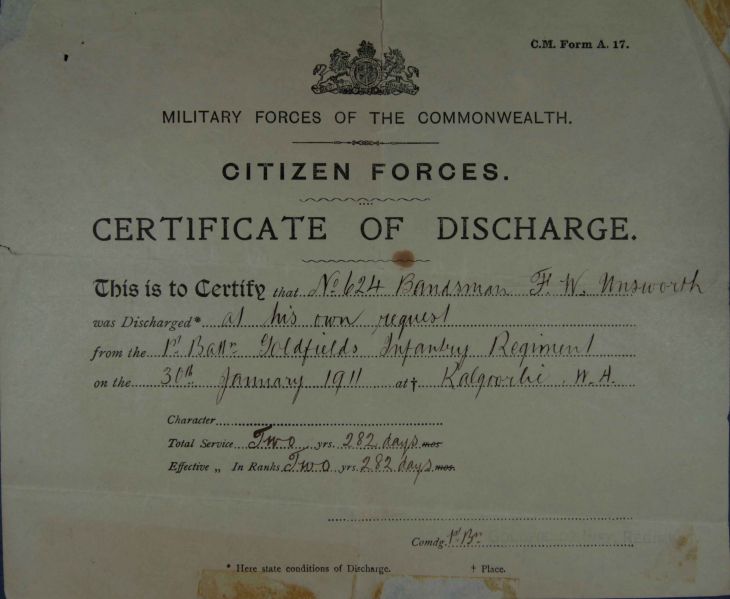 C.M. Form A. 17.
MILITARY FORCES OF THE COMMONWEALTH.
CITIZEN FORCES.
CERTIFICATE OF DISCHARGE.
This is to Certify that No 624 Bandsman F. W. Unsworth
was Discharged* at his own request
from the 1st Battn Goldfields Infantry Regiment
on the 30th January 1911 at † Kalgoorlie W.A.
Character
Total Service Two yrs. 282 days mos
Effective „ In Ranks Two yrs. 282 days mos.
Comdg. 1st Bn
* Here state conditions of Discharge. † Place.